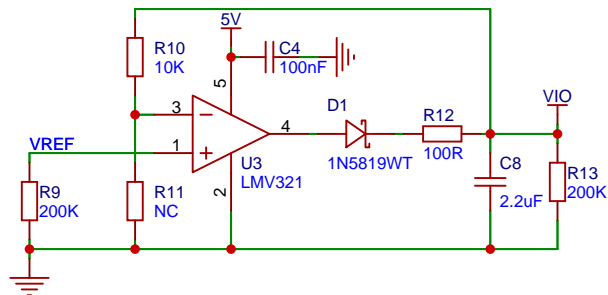 5V
C4
100nF
R10
10K
5
3
D1
R12
VIO
VREF
1
4
1N5819WT
100R
U3
LMV321
C8
R13
200K
R9
200K
R11
NC
2
2.2uF